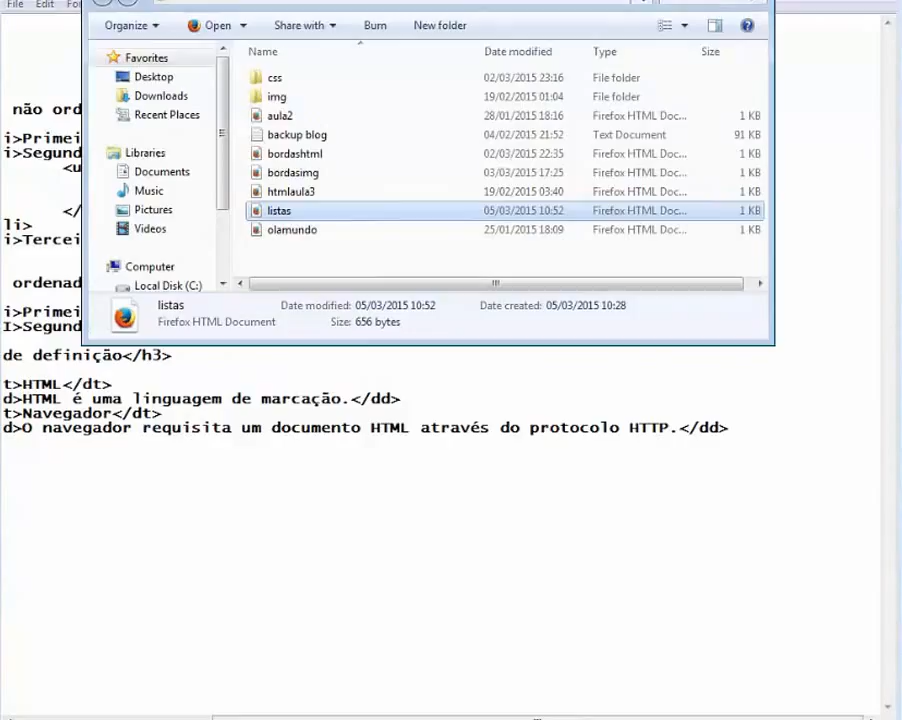 File Edit Fo
Organize Open Share with Burn New folder
Favorites
Desktop
Downloads
Recent Places
Libraries
Documents
Music
Pictures
Videos
Computer
Local Disk (C:)
Name Date modified Type Size
css 02/03/2015 23:16 File folder
img 19/02/2015 01:04 File folder
aula2 28/01/2015 18:16 Firefox HTML Doc... 1 KB
backup blog 04/02/2015 21:52 Text Document 91 KB
bordashtml 02/03/2015 22:35 Firefox HTML Doc... 1 KB
bordasimg 03/03/2015 17:25 Firefox HTML Doc... 1 KB
htmlaula3 19/02/2015 03:40 Firefox HTML Doc... 1 KB
listas 05/03/2015 10:52 Firefox HTML Doc... 1 KB
olamundo 25/01/2015 18:09 Firefox HTML Doc... 1 KB
listas Date modified: 05/03/2015 10:52 Date created: 05/03/2015 10:28
Firefox HTML Document Size: 656 bytes
não ord
i>Primei
i>Segund
<u
</
li>
i>Tercei
ordenad
i>Primei
I>Segund
de definição</h3>
t>HTML</dt>
d>HTML é uma linguagem de marcação.</dd>
t>Navegador</dt>
d>O navegador requisita um documento HTML através do protocolo HTTP.</dd>